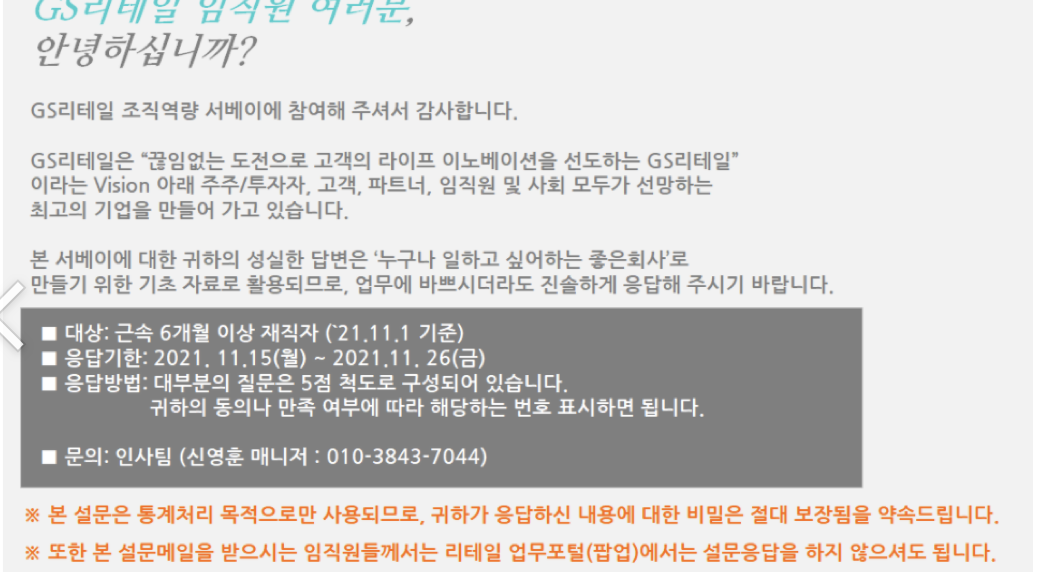 GS리테일 임직원 여러분,
안녕하십니까?
GS리테일 조직역량 서베이에 참여해 주셔서 감사합니다.
GS리테일은 “끊임없는 도전으로 고객의 라이프 이노베이션을 선도하는 GS리테일”
이라는 Vision 아래 주주/투자자, 고객, 파트너, 임직원 및 사회 모두가 선망하는
최고의 기업을 만들어 가고 있습니다.
본 서베이에 대한 귀하의 성실한 답변은 ‘누구나 일하고 싶어하는 좋은회사’로
만들기 위한 기초 자료로 활용되므로, 업무에 바쁘시더라도 진솔하게 응답해 주시기 바랍니다.
■ 대상: 근속 6개월 이상 재직자 (`21.11.1 기준)
■ 응답기한: 2021. 11.15(월) ~ 2021.11. 26(금)
■ 응답방법: 대부분의 질문은 5점 척도로 구성되어 있습니다.
귀하의 동의나 만족 여부에 따라 해당하는 번호 표시하면 됩니다.
■ 문의: 인사팀 (신영훈 매니저 : 010-3843-7044)
※ 본 설문은 통계처리 목적으로만 사용되므로, 귀하가 응답하신 내용에 대한 비밀은 절대 보장됨을 약속드립니다.
※ 또한 본 설문메일을 받으시는 임직원들께서는 리테일 업무포털(팝업)에서는 설문응답을 하지 않으셔도 됩니다.